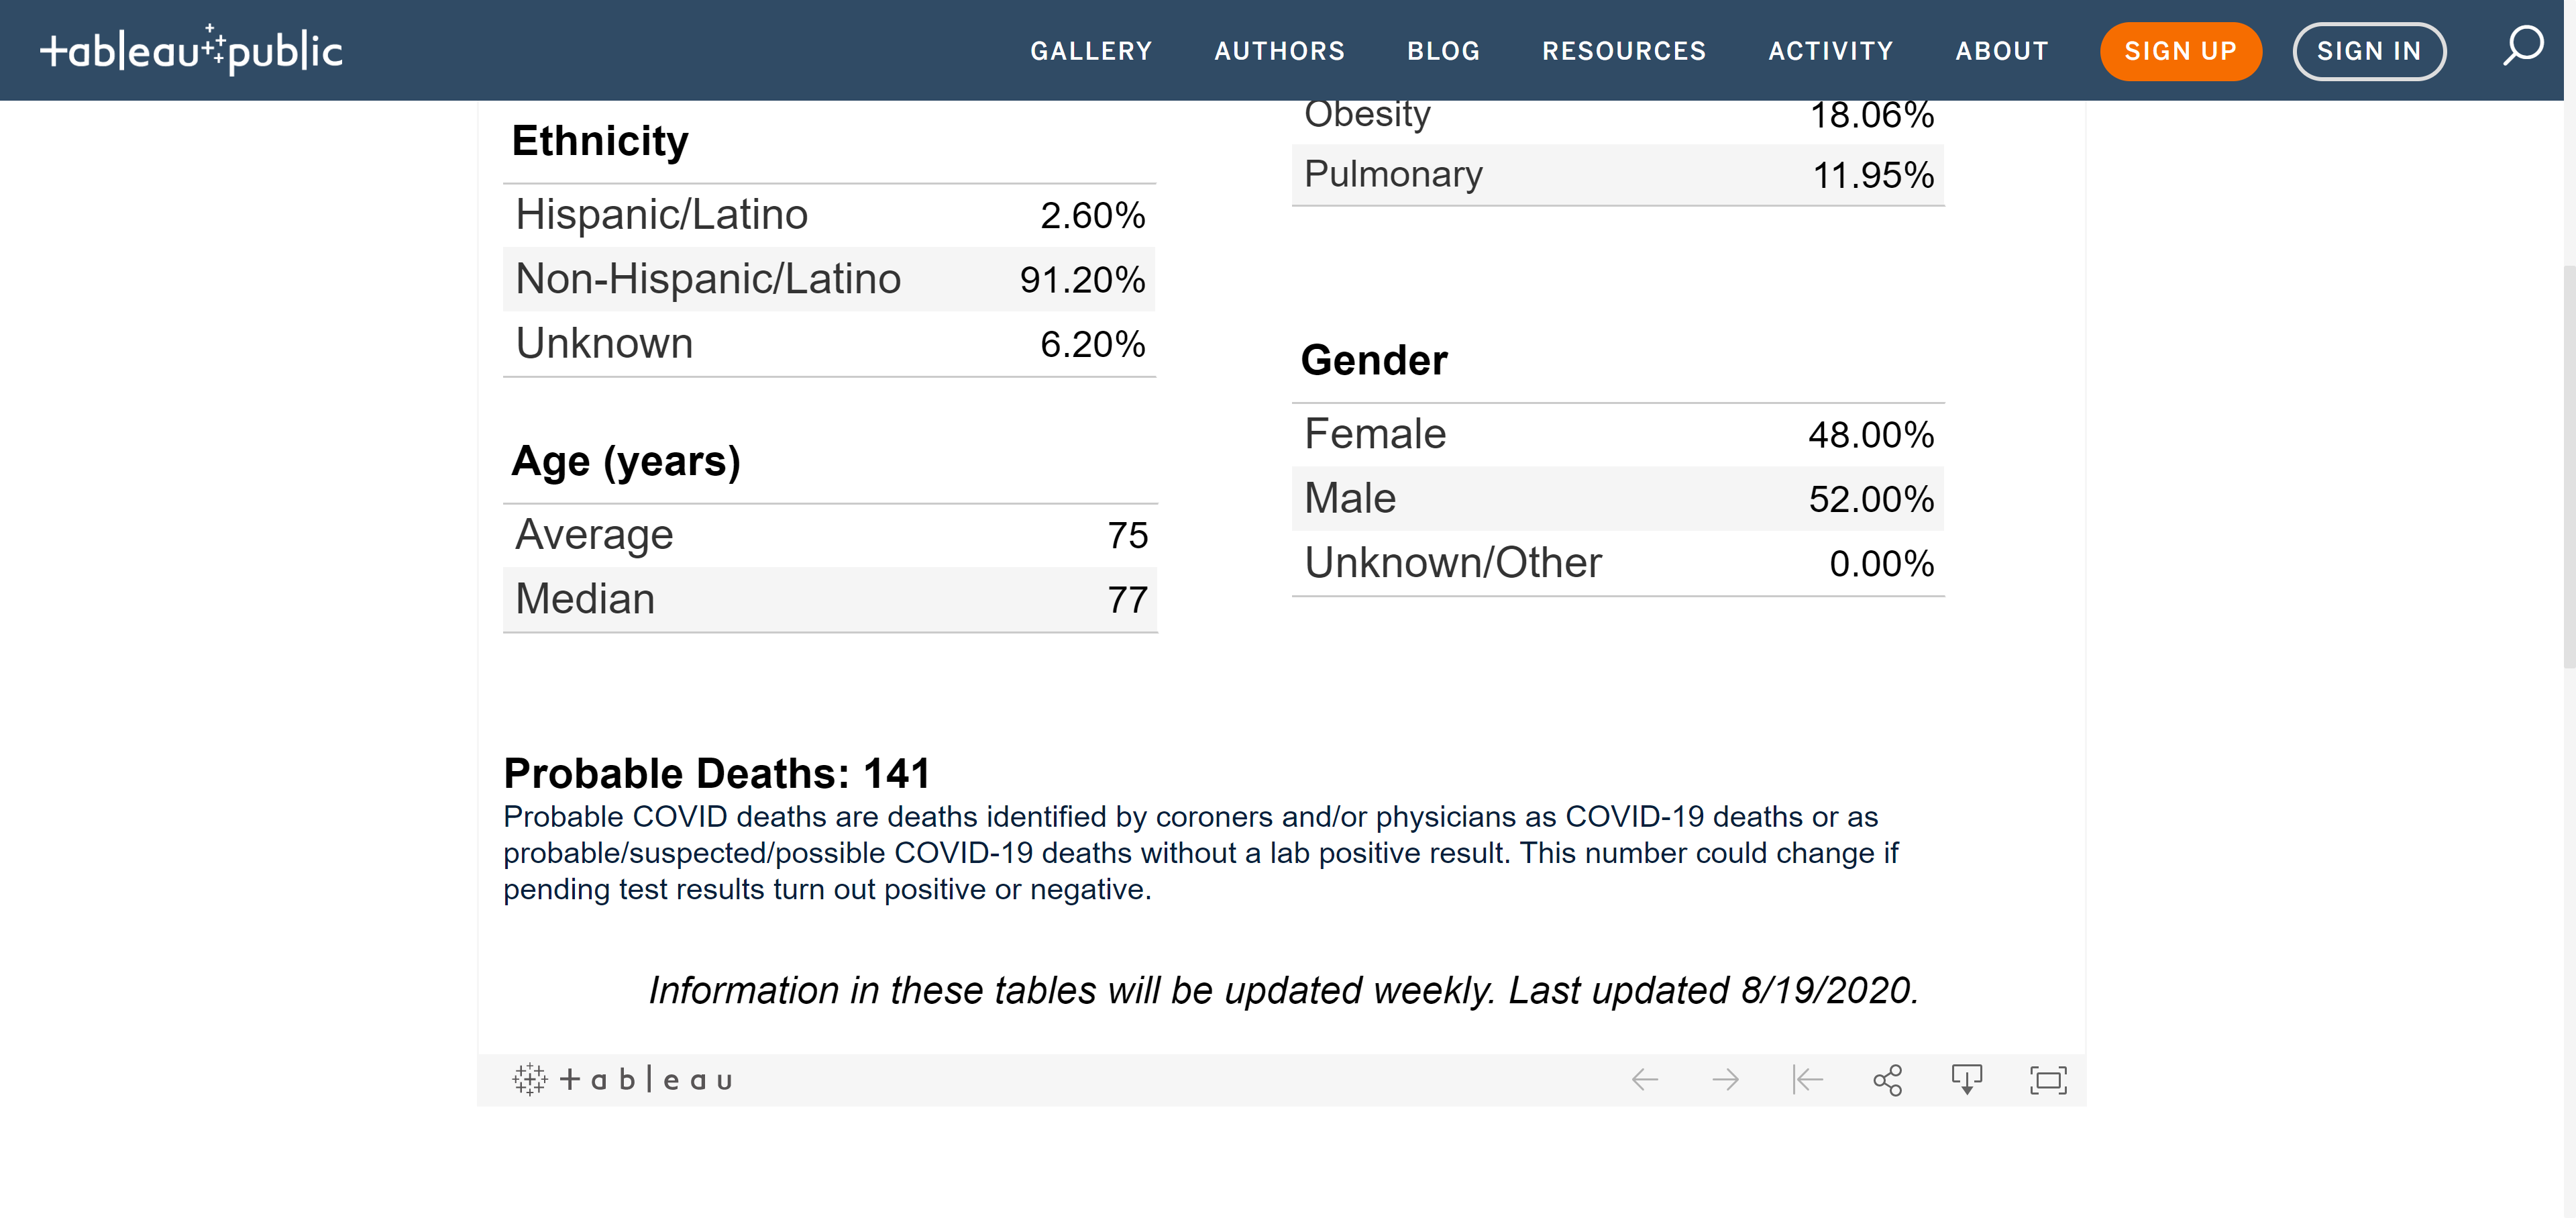 tableau public
GALLERY AUTHORS BLOG RESOURCES ACTIVITY ABOUT SIGN UP SIGN IN
Ethnicity
Hispanic/Latino 2.60%
Non-Hispanic/Latino 91.20%
Unknown 6.20%
Age (years)
Average 75
Median 77
Obesity 18.06%
Pulmonary 11.95%
Gender
Female 48.00%
Male 52.00%
Unknown/Other 0.00%
Probable Deaths: 141
Probable COVID deaths are deaths identified by coroners and/or physicians as COVID-19 deaths or as
probable/suspected/possible COVID-19 deaths without a lab positive result. This number could change if
pending test results turn out positive or negative.
Information in these tables will be updated weekly. Last updated 8/19/2020.
tableau